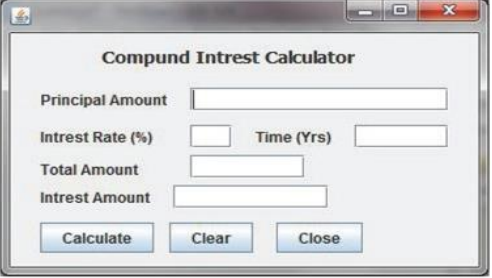 Compund Intrest Calculator
Principal Amount
Intrest Rate (%) Time (Yrs)
Total Amount
Intrest Amount
Calculate Clear Close